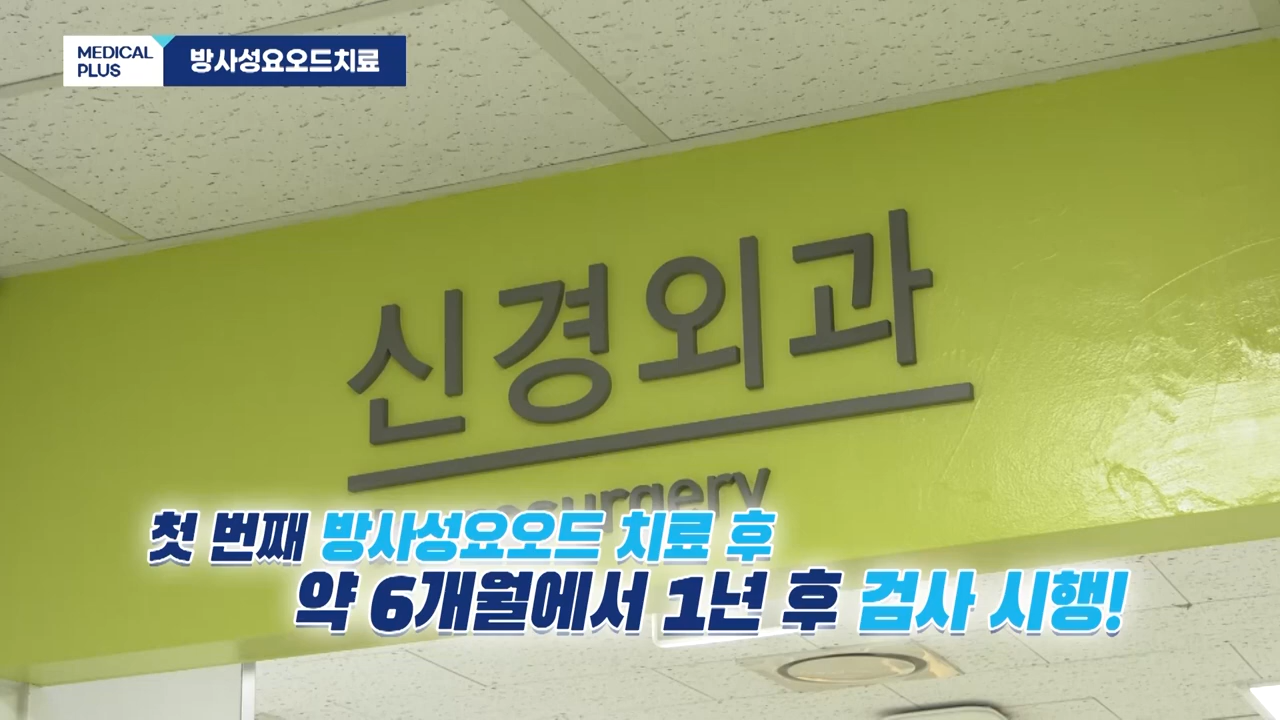 MEDICAL
PLUS
방사성요오드치료
신경외과
첫 번째 방사성요오드 치료 후
약 6개월에서 1년 후 검사 시행!